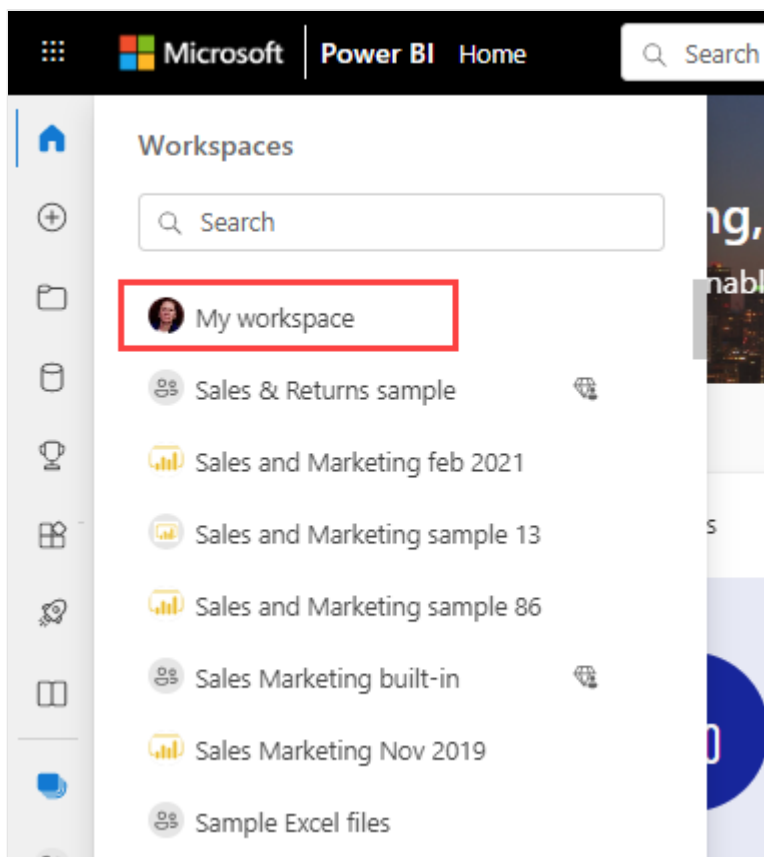 Microsoft Power BI Home Search
Workspaces
Search
My workspace
Sales & Returns sample
Sales and Marketing feb 2021
Sales and Marketing sample 13
Sales and Marketing sample 86
Sales Marketing built-in
Sales Marketing Nov 2019
Sample Excel files